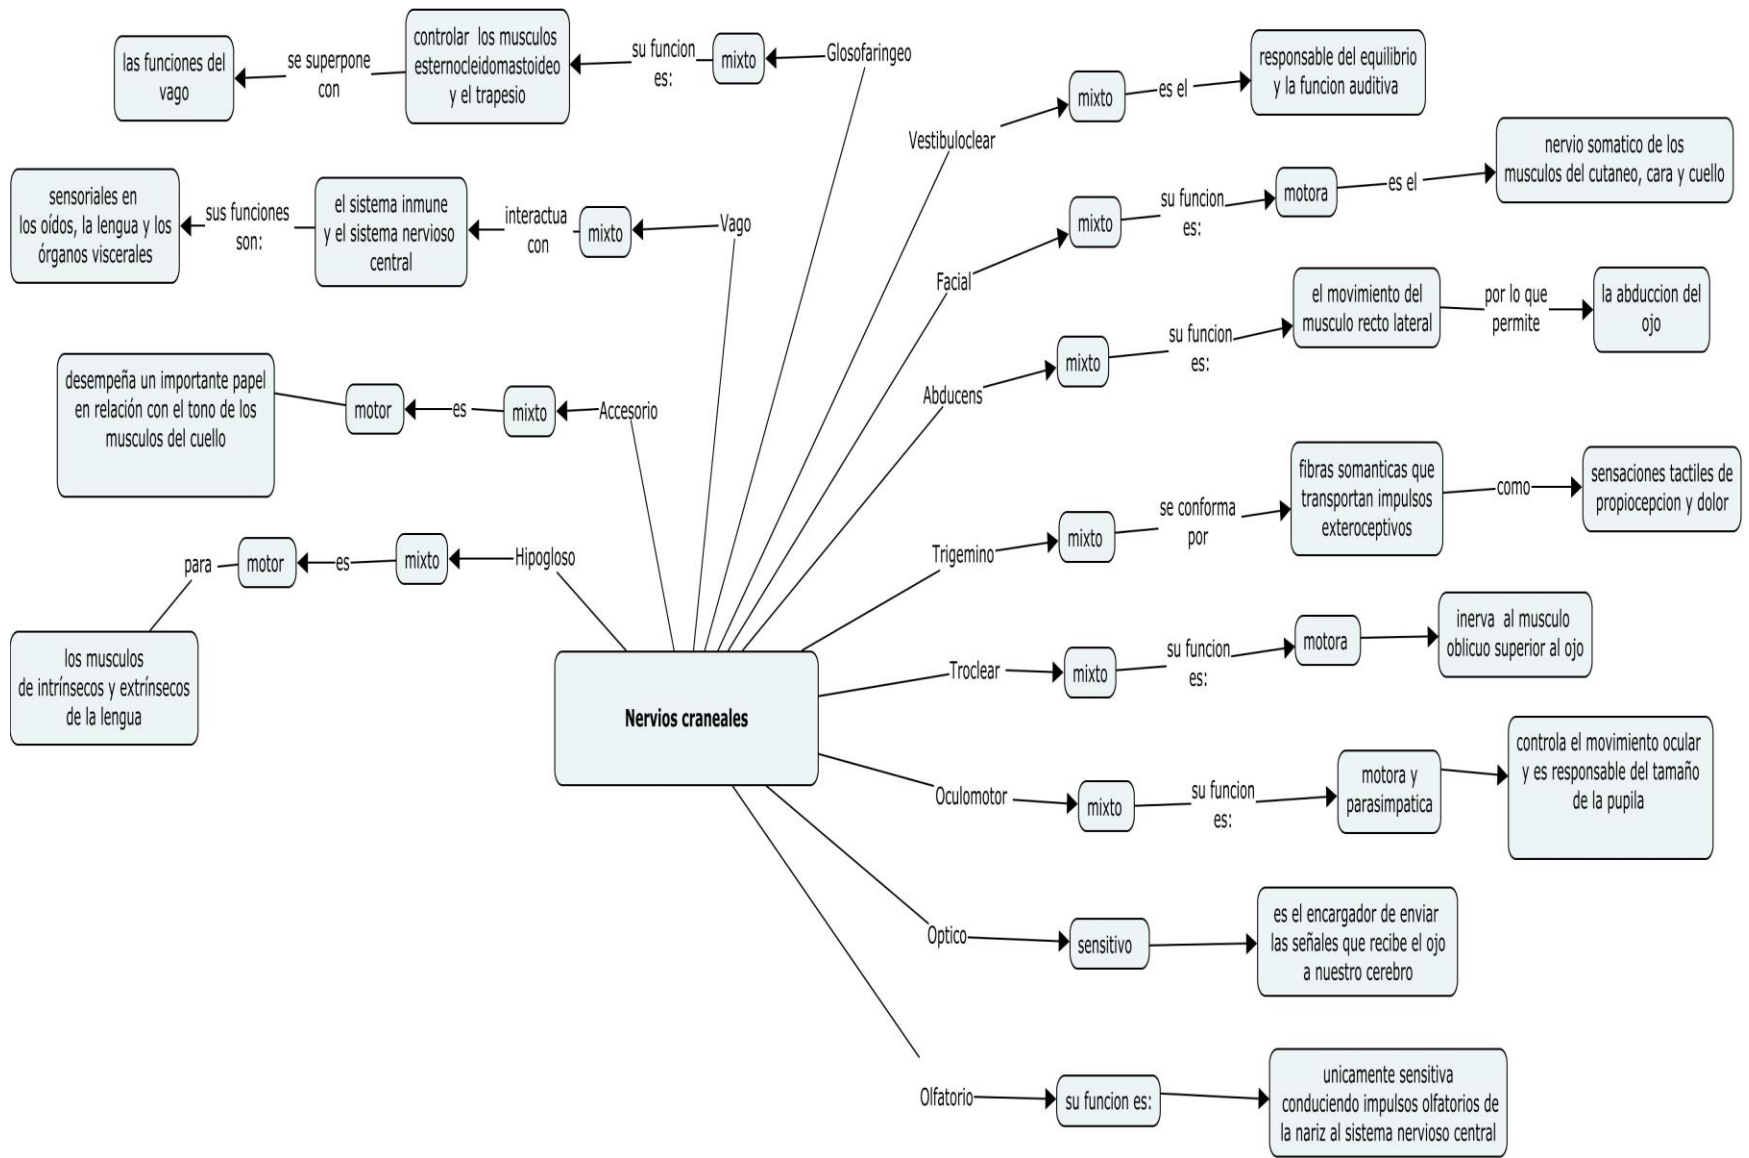 Nervios craneales
Glosofaringeo
mixto
su funcion
es:
controlar los musculos
esternocleidomastoideo
y el trapesio
se superpone
con
las funciones del
vago
Vago
mixto
interactua
con
el sistema inmune
y el sistema nervioso
central
sus funciones
son:
sensoriales en
los oídos, la lengua y los
órganos viscerales
Accesorio
mixto
es
motor
desempeña un importante papel
en relación con el tono de los
musculos del cuello
Hipogloso
mixto
es
motor
para
los musculos
de intrínsecos y extrínsecos
de la lengua
Vestibuloclear
mixto
es el
responsable del equilibrio
y la funcion auditiva
Facial
mixto
su funcion
es:
motora
es el
nervio somatico de los
musculos del cutaneo, cara y cuello
Abducens
mixto
su funcion
es:
el movimiento del
musculo recto lateral
por lo que
permite
la abduccion del
ojo
Trigemino
mixto
se conforma
por
fibras somanticas que
transportan impulsos
exteroceptivos
como
sensaciones tactiles de
propiocepcion y dolor
Troclear
mixto
su funcion
es:
motora
inerva al musculo
oblicuo superior al ojo
Oculomotor
mixto
su funcion
es:
motora y
parasimpatica
controla el movimiento ocular
y es responsable del tamaño
de la pupila
Optico
sensitivo
es el encargador de enviar
las señales que recibe el ojo
a nuestro cerebro
Olfatorio
su funcion es:
unicamente sensitiva
conduciendo impulsos olfatorios de
la nariz al sistema nervioso central